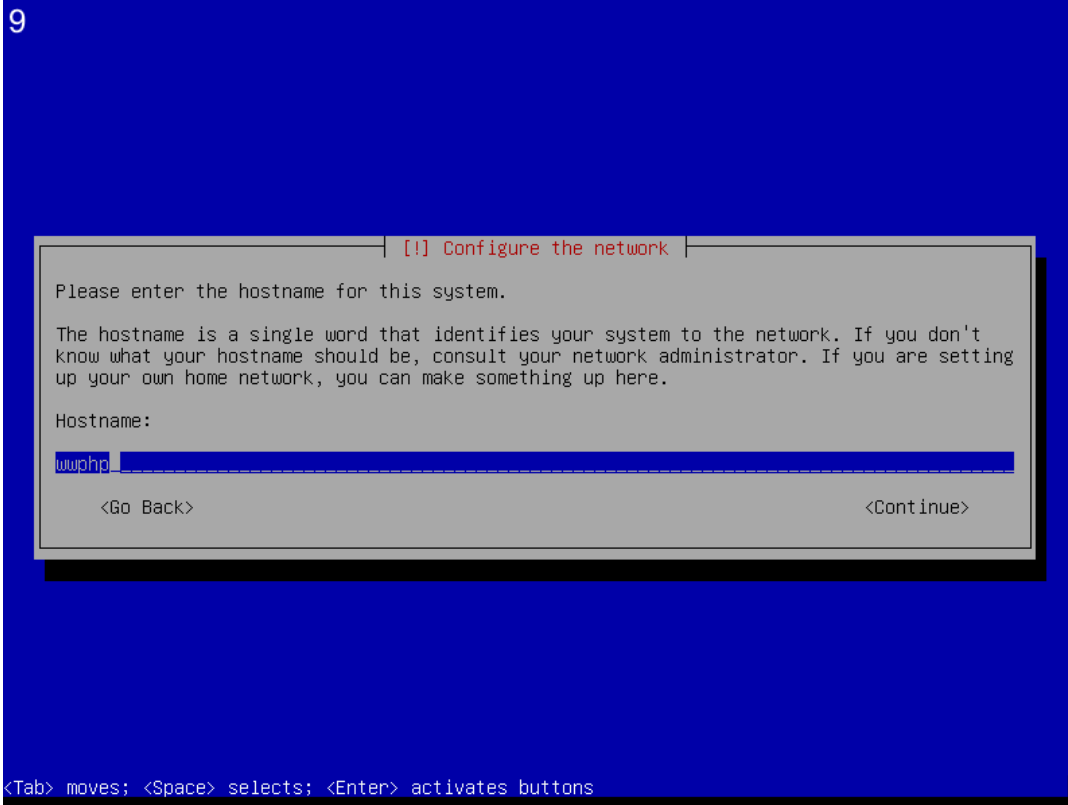 9
[!] Configure the network
Please enter the hostname for this system.
The hostname is a single word that identifies your system to the network. If you don't
know what your hostname should be, consult your network administrator. If you are setting
up your own home network, you can make something up here.
Hostname:
wwphp
<Go Back> <Continue>
<Tab> moves; <Space> selects; <Enter> activates buttons